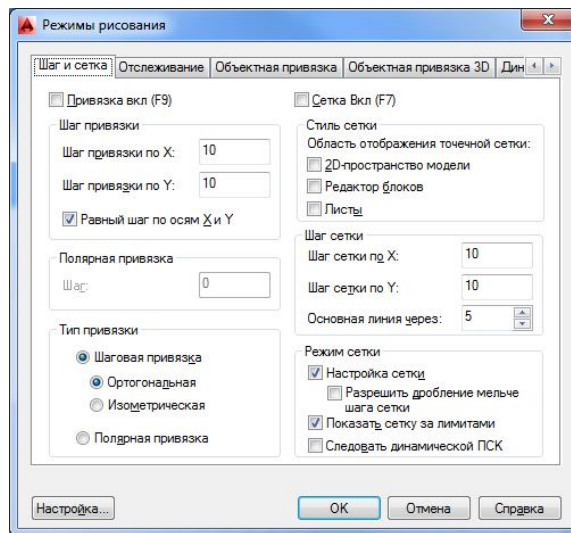 Режимы рисования
Шаг и сетка Отслеживание Объектная привязка Объектная привязка 3D Дин
Привязка вкл (F9)
Шаг привязки
Шаг привязки по X: 10
Шаг привязки по Y: 10
Равный шаг по осям X и Y
Полярная привязка
Шаг: 0
Тип привязки
Шаговая привязка
Ортогональная
Изометрическая
Полярная привязка
Сетка Вкл (F7)
Стиль сетки
Область отображения точечной сетки:
2D-пространство модели
Редактор блоков
Листы
Шаг сетки
Шаг сетки по X: 10
Шаг сетки по Y: 10
Основная линия через: 5
Режим сетки
Настройка сетки
Разрешить дробление мельче
шага сетки
Показать сетку за лимитами
Следовать динамической ПСК
Настройка... OK Отмена Справка